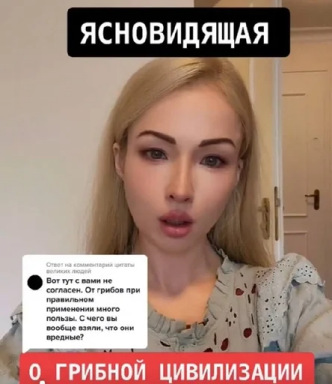 ЯСНОВИДЯЩАЯ
Ответ на комментарий цитаты
великих людей
Вот тут с вами не
согласен. От грибов при
правильном
применении много
пользы. С чего вы
вообще взяли, что они
вредные?
О ГРИБНОЙ ЦИВИЛИЗАЦИИ